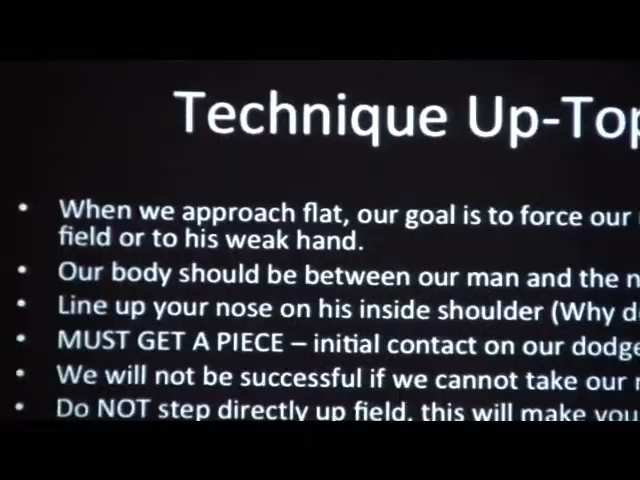 Technique Up-Top
• When we approach flat, our goal is to force our
field or to his weak hand.
• Our body should be between our man and the
• Line up your nose on his inside shoulder (Why
• MUST GET A PIECE – initial contact on our
• We will not be successful if we cannot take our
• Do NOT step directly up field, this will make you